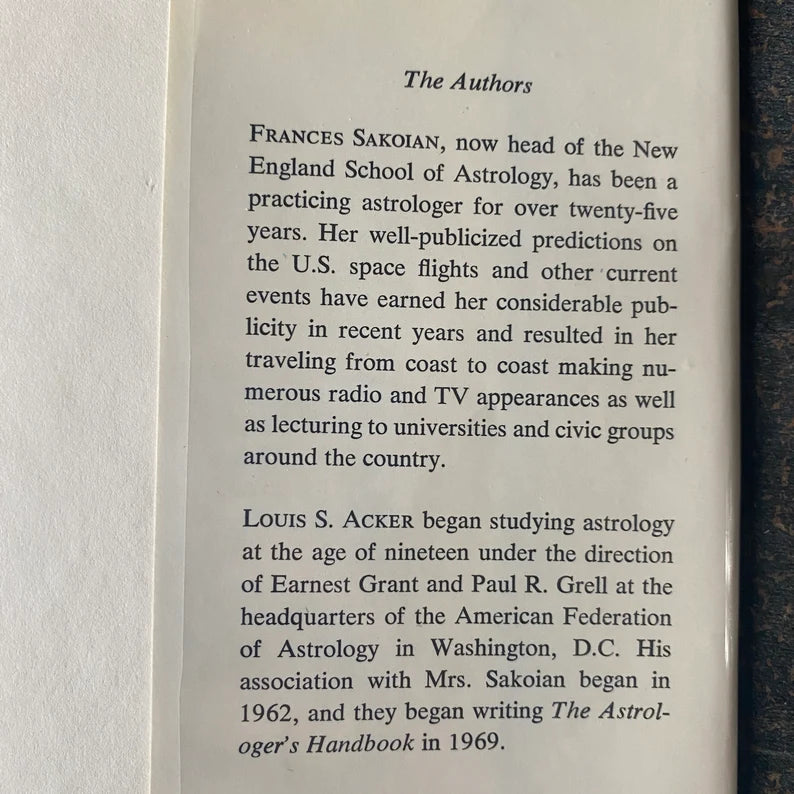 The Authors
FRANCES SAKOIAN, now head of the New
England School of Astrology, has been a
practicing astrologer for over twenty-five
years. Her well-publicized predictions on
the U.S. space flights and other current
events have earned her considerable pub-
licity in recent years and resulted in her
traveling from coast to coast making nu-
merous radio and TV appearances as well
as lecturing to universities and civic groups
around the country.
LOUIS S. ACKER began studying astrology
at the age of nineteen under the direction
of Earnest Grant and Paul R. Grell at the
headquarters of the American Federation
of Astrology in Washington, D.C. His
association with Mrs. Sakoian began in
1962, and they began writing The Astrol-
oger's Handbook in 1969.